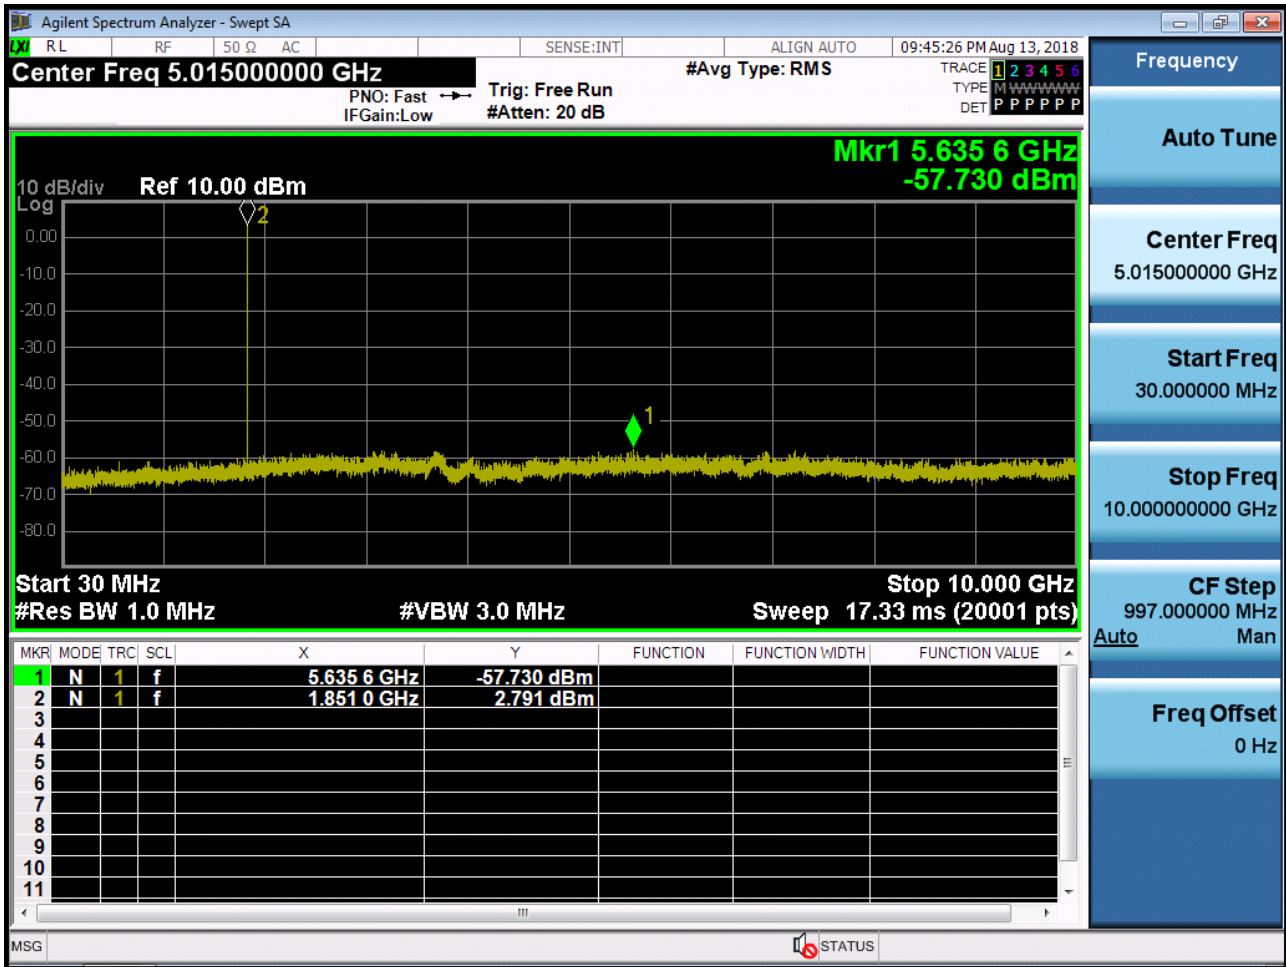 Agilent Spectrum Analyzer - Swept SA
LXI RL RF 50 Ω AC SENSE:INT ALIGN AUTO 09:45:26 PM Aug 13, 2018
Center Freq 5.015000000 GHz
PNO: Fast
IFGain:Low
Trig: Free Run
#Atten: 20 dB
#Avg Type: RMS
TRACE 1 2 3 4 5 6
TYPE M W W W W W
DET P P P P P P
Mkr1 5.635 6 GHz
-57.730 dBm
10 dB/div Ref 10.00 dBm
Log
2
0.00
-10.0
-20.0
-30.0
-40.0
-50.0
1
-60.0
-70.0
-80.0
Start 30 MHz Stop 10.000 GHz
#Res BW 1.0 MHz #VBW 3.0 MHz Sweep 17.33 ms (20001 pts)
MKR MODE TRC SCL X Y FUNCTION FUNCTION WIDTH FUNCTION VALUE
1 N 1 f 5.635 6 GHz -57.730 dBm
2 N 1 f 1.851 0 GHz 2.791 dBm
3
4
5
6
7
8
9
10
11
MSG STATUS
Frequency
Auto Tune
Center Freq
5.015000000 GHz
Start Freq
30.000000 MHz
Stop Freq
10.000000000 GHz
CF Step
997.000000 MHz
Auto Man
Freq Offset
0 Hz